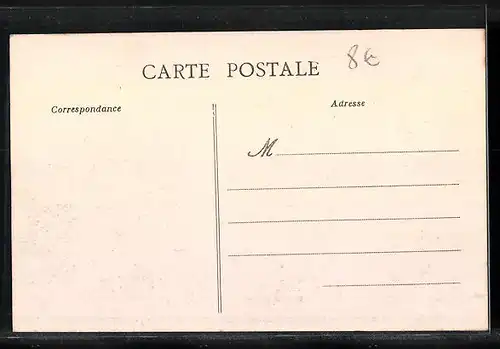 CARTE POSTALE
8€
Correspondance
Adresse
M